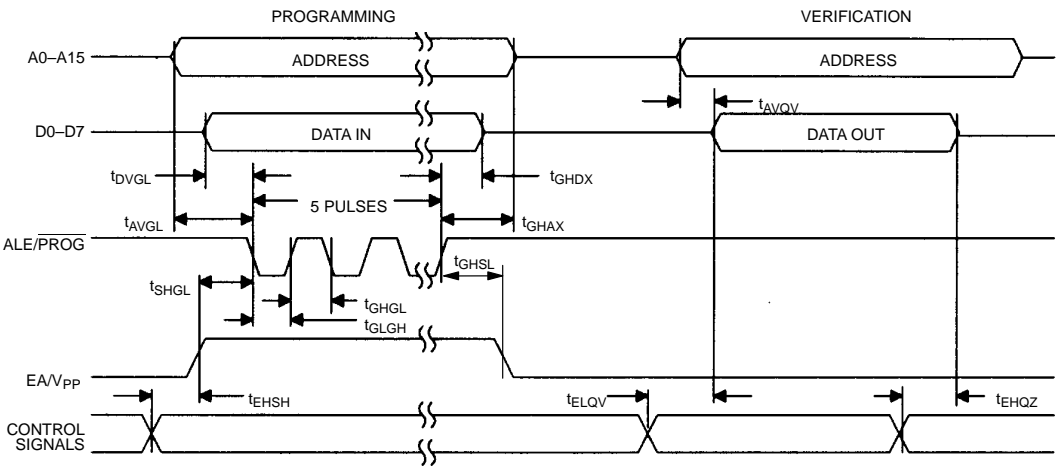 PROGRAMMING
VERIFICATION
A0–A15
ADDRESS
ADDRESS
tAVQV
D0–D7
DATA IN
DATA OUT
tDVGL
tGHDX
5 PULSES
tAVGL
tGHAX
ALE/PROG
tGHSL
tSHGL
tGHGL
tGLGH
EA/VPP
tEHSH
tELQV
tEHQZ
CONTROL
SIGNALS